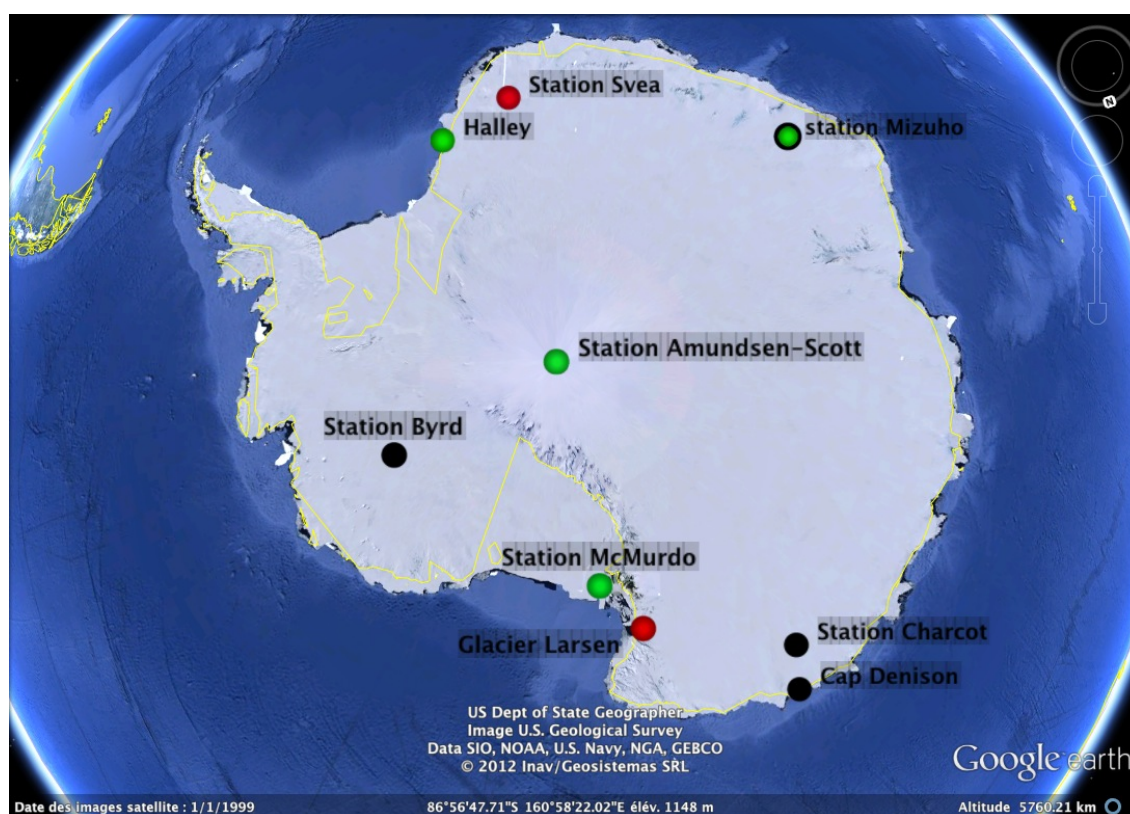 Station Svea
Halley
station Mizuho
N
Station Amundsen-Scott
Station Byrd
Station McMurdo
Station Charcot
Glacier Larsen
Cap Denison
US Dept of State Geographer
Image U.S. Geological Survey
Data SIO, NOAA, U.S. Navy, NGA, GEBCO
© 2012 Inav/Geosistemas SRL
Google earth
Date des images satellite : 1/1/1999
86°56'47.71"S 160°58'22.02"E élév. 1148 m
Altitude 5760.21 km